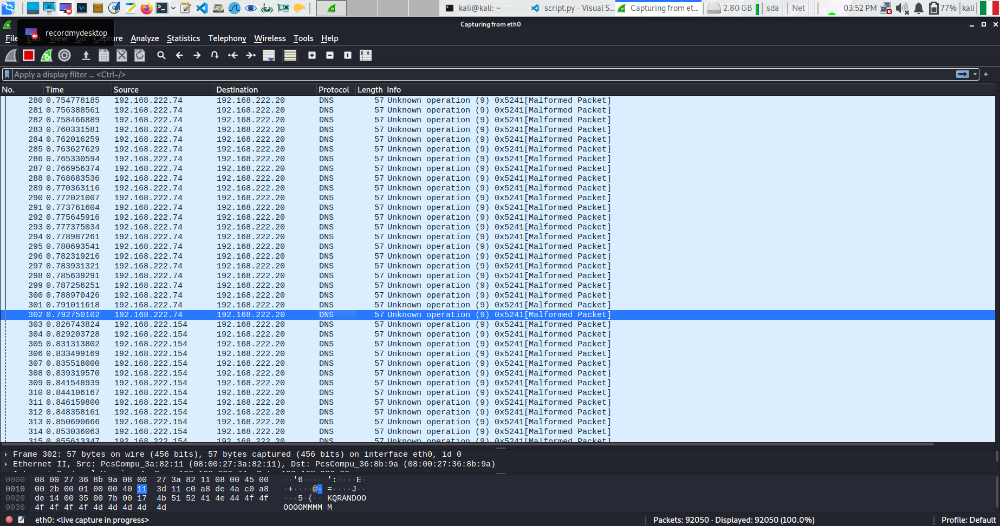 kali@kali: ~
script.py - Visual S...
Capturing from et...
2.80 GB
sda
Net
03:52 PM
77%
kali
Capturing from eth0
recordmydesktop
File Edit View Go Capture Analyze Statistics Telephony Wireless Tools Help
Apply a display filter ... <Ctrl-/>
No. Time Source Destination Protocol Length Info
280 0.754778185 192.168.222.74 192.168.222.20 DNS 57 Unknown operation (9) 0x5241[Malformed Packet]
281 0.756388561 192.168.222.74 192.168.222.20 DNS 57 Unknown operation (9) 0x5241[Malformed Packet]
282 0.758466889 192.168.222.74 192.168.222.20 DNS 57 Unknown operation (9) 0x5241[Malformed Packet]
283 0.760331581 192.168.222.74 192.168.222.20 DNS 57 Unknown operation (9) 0x5241[Malformed Packet]
284 0.762016259 192.168.222.74 192.168.222.20 DNS 57 Unknown operation (9) 0x5241[Malformed Packet]
285 0.763627629 192.168.222.74 192.168.222.20 DNS 57 Unknown operation (9) 0x5241[Malformed Packet]
286 0.765330594 192.168.222.74 192.168.222.20 DNS 57 Unknown operation (9) 0x5241[Malformed Packet]
287 0.766956374 192.168.222.74 192.168.222.20 DNS 57 Unknown operation (9) 0x5241[Malformed Packet]
288 0.768683536 192.168.222.74 192.168.222.20 DNS 57 Unknown operation (9) 0x5241[Malformed Packet]
289 0.770363116 192.168.222.74 192.168.222.20 DNS 57 Unknown operation (9) 0x5241[Malformed Packet]
290 0.772021007 192.168.222.74 192.168.222.20 DNS 57 Unknown operation (9) 0x5241[Malformed Packet]
291 0.773761604 192.168.222.74 192.168.222.20 DNS 57 Unknown operation (9) 0x5241[Malformed Packet]
292 0.775645916 192.168.222.74 192.168.222.20 DNS 57 Unknown operation (9) 0x5241[Malformed Packet]
293 0.777375034 192.168.222.74 192.168.222.20 DNS 57 Unknown operation (9) 0x5241[Malformed Packet]
294 0.778987261 192.168.222.74 192.168.222.20 DNS 57 Unknown operation (9) 0x5241[Malformed Packet]
295 0.780693541 192.168.222.74 192.168.222.20 DNS 57 Unknown operation (9) 0x5241[Malformed Packet]
296 0.782319216 192.168.222.74 192.168.222.20 DNS 57 Unknown operation (9) 0x5241[Malformed Packet]
297 0.783931321 192.168.222.74 192.168.222.20 DNS 57 Unknown operation (9) 0x5241[Malformed Packet]
298 0.785639291 192.168.222.74 192.168.222.20 DNS 57 Unknown operation (9) 0x5241[Malformed Packet]
299 0.787256251 192.168.222.74 192.168.222.20 DNS 57 Unknown operation (9) 0x5241[Malformed Packet]
300 0.788970426 192.168.222.74 192.168.222.20 DNS 57 Unknown operation (9) 0x5241[Malformed Packet]
301 0.791011618 192.168.222.74 192.168.222.20 DNS 57 Unknown operation (9) 0x5241[Malformed Packet]
302 0.792750102 192.168.222.74 192.168.222.20 DNS 57 Unknown operation (9) 0x5241[Malformed Packet]
303 0.826743824 192.168.222.154 192.168.222.20 DNS 57 Unknown operation (9) 0x5241[Malformed Packet]
304 0.829203728 192.168.222.154 192.168.222.20 DNS 57 Unknown operation (9) 0x5241[Malformed Packet]
305 0.831313802 192.168.222.154 192.168.222.20 DNS 57 Unknown operation (9) 0x5241[Malformed Packet]
306 0.833499169 192.168.222.154 192.168.222.20 DNS 57 Unknown operation (9) 0x5241[Malformed Packet]
307 0.835518000 192.168.222.154 192.168.222.20 DNS 57 Unknown operation (9) 0x5241[Malformed Packet]
308 0.839319570 192.168.222.154 192.168.222.20 DNS 57 Unknown operation (9) 0x5241[Malformed Packet]
309 0.841548939 192.168.222.154 192.168.222.20 DNS 57 Unknown operation (9) 0x5241[Malformed Packet]
310 0.844106167 192.168.222.154 192.168.222.20 DNS 57 Unknown operation (9) 0x5241[Malformed Packet]
311 0.846159800 192.168.222.154 192.168.222.20 DNS 57 Unknown operation (9) 0x5241[Malformed Packet]
312 0.848358161 192.168.222.154 192.168.222.20 DNS 57 Unknown operation (9) 0x5241[Malformed Packet]
313 0.850690666 192.168.222.154 192.168.222.20 DNS 57 Unknown operation (9) 0x5241[Malformed Packet]
314 0.853036063 192.168.222.154 192.168.222.20 DNS 57 Unknown operation (9) 0x5241[Malformed Packet]
315 0.855613347 192.168.222.154 192.168.222.20 DNS 57 Unknown operation (9) 0x5241[Malformed Packet]
Frame 302: 57 bytes on wire (456 bits), 57 bytes captured (456 bits) on interface eth0, id 0
Ethernet II, Src: PcsCompu_3a:82:11 (08:00:27:3a:82:11), Dst: PcsCompu_36:8b:9a (08:00:27:36:8b:9a)
0000 08 00 27 36 8b 9a 08 00 27 3a 82 11 08 00 45 00 ··'6···· ':····E·
0010 00 2b 00 01 00 00 40 11 3d 11 c0 a8 de 4a c0 a8 ·+····@· =····J··
0020 de 14 00 35 00 7b 00 17 4b 51 52 41 4e 44 4f 4f ···5·{·· KQRANDOO
0030 4f 4f 4f 4f 4d 4d 4d 4d 4d OOOOMMMM M
eth0: <live capture in progress>
Packets: 92050 · Displayed: 92050 (100.0%)
Profile: Default